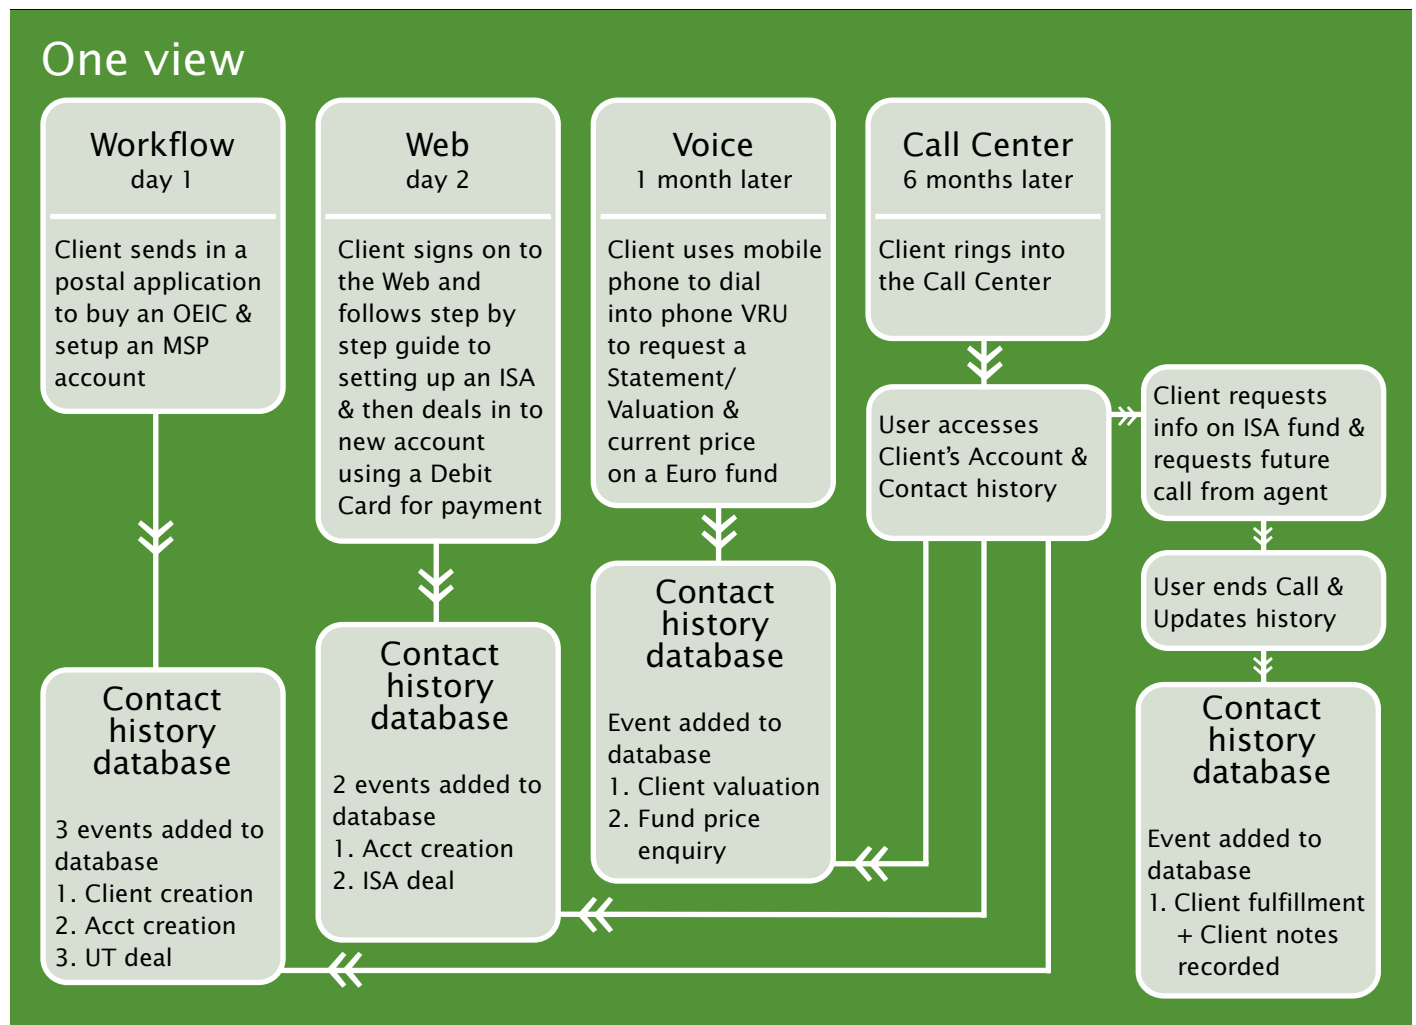 One view
Workflow
day 1
Client sends in a
postal application
to buy an OEIC &
setup an MSP
account
Contact
history
database
3 events added to
database
1. Client creation
2. Acct creation
3. UT deal
Web
day 2
Client signs on to
the Web and
follows step by
step guide to
setting up an ISA
& then deals in to
new account
using a Debit
Card for payment
Contact
history
database
2 events added to
database
1. Acct creation
2. ISA deal
Voice
1 month later
Client uses mobile
phone to dial
into phone VRU
to request a
Statement/
Valuation &
current price
on a Euro fund
Contact
history
database
Event added to
database
1. Client valuation
2. Fund price
enquiry
Call Center
6 months later
Client rings into
the Call Center
User accesses
Client’s Account &
Contact history
Client requests
info on ISA fund &
requests future
call from agent
User ends Call &
Updates history
Contact
history
database
Event added to
database
1. Client fulfillment
+ Client notes
recorded